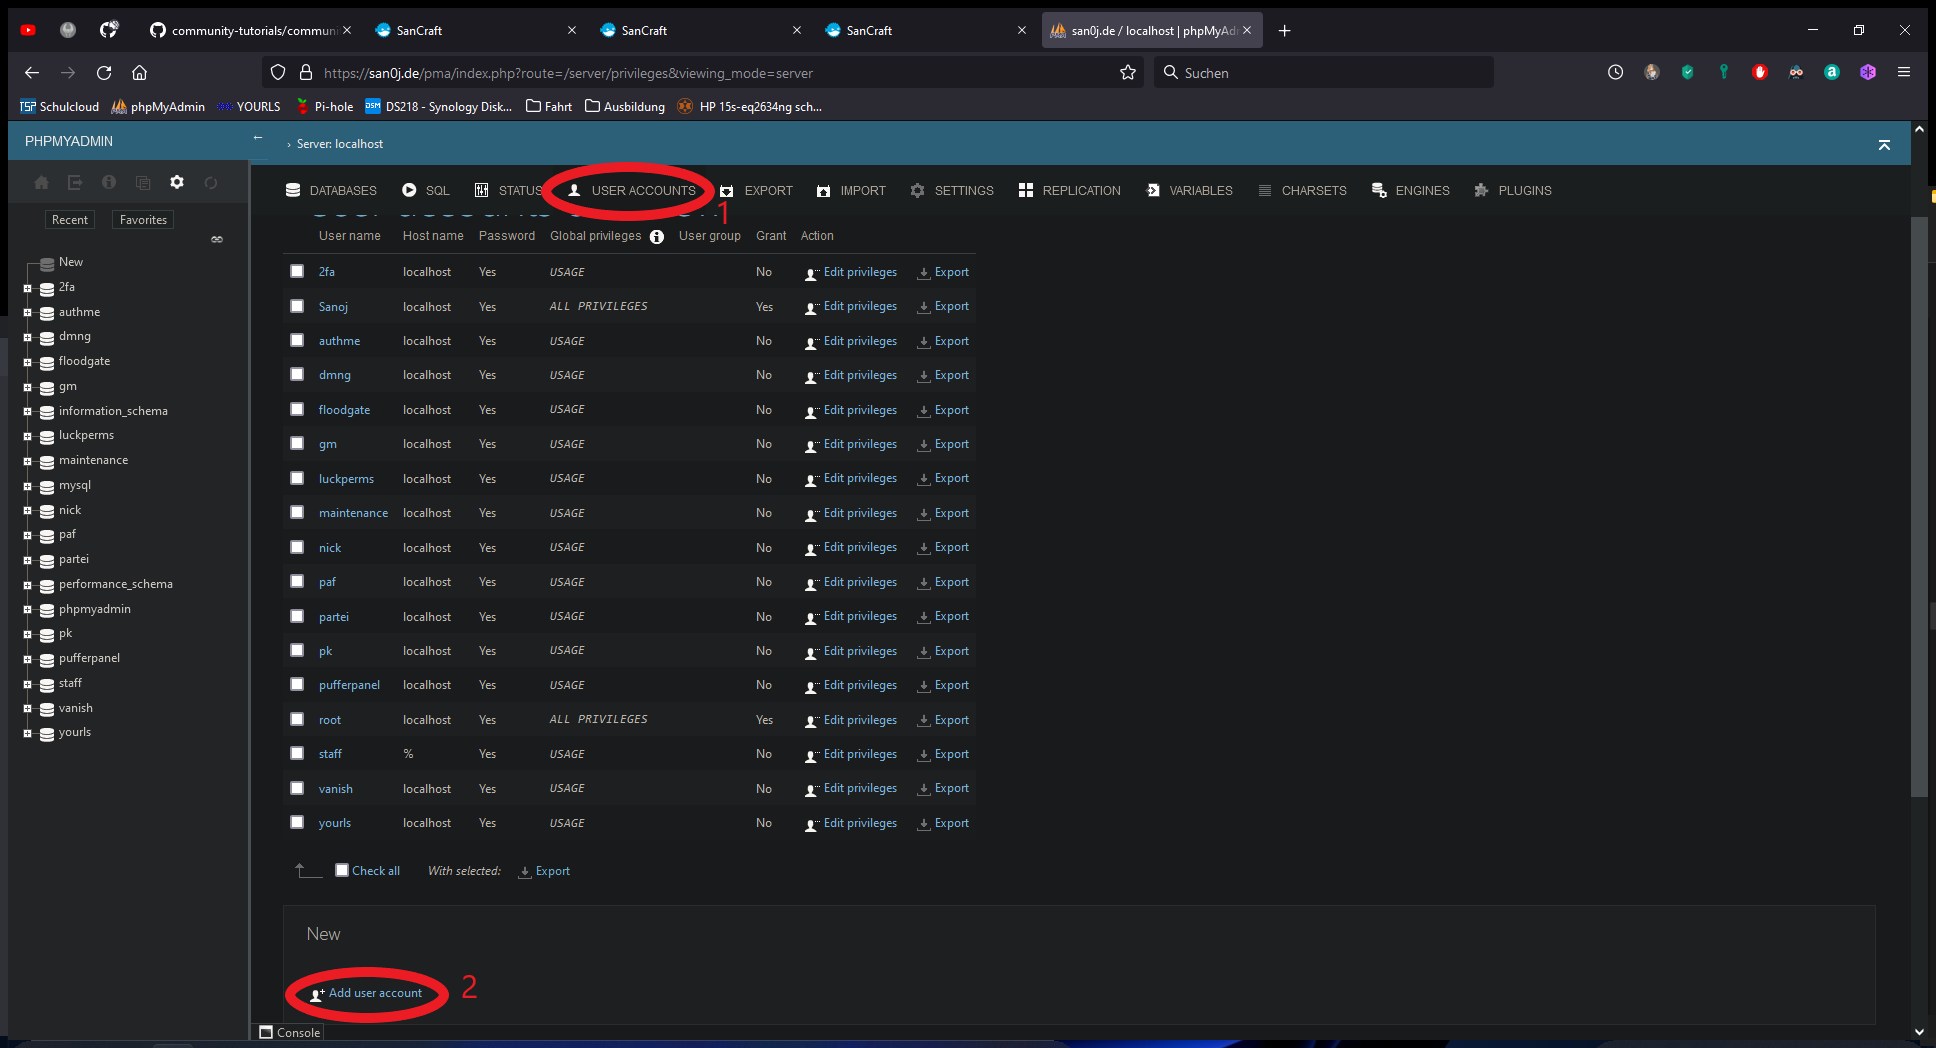 community-tutorials/communi
SanCraft
SanCraft
SanCraft
san0j.de / localhost | phpMyAd
https://san0j.de/pma/index.php?route=/server/privileges&viewing_mode=server
Suchen
TSP Schulcloud
phpMyAdmin
YOURLS
Pi-hole
DSM DS218 - Synology Disk...
Fahrt
Ausbildung
HP 15s-eq2634ng sch...
PHPMYADMIN
Server: localhost
DATABASES
SQL
STATUS
USER ACCOUNTS
EXPORT
IMPORT
SETTINGS
REPLICATION
VARIABLES
CHARSETS
ENGINES
PLUGINS
1
Recent
Favorites
New
2fa
authme
dmng
floodgate
gm
information_schema
luckperms
maintenance
mysql
nick
paf
partei
performance_schema
phpmyadmin
pk
pufferpanel
staff
vanish
yourls
User name Host name Password Global privileges User group Grant Action
2fa localhost Yes USAGE No Edit privileges Export
Sanoj localhost Yes ALL PRIVILEGES Yes Edit privileges Export
authme localhost Yes USAGE No Edit privileges Export
dmng localhost Yes USAGE No Edit privileges Export
floodgate localhost Yes USAGE No Edit privileges Export
gm localhost Yes USAGE No Edit privileges Export
luckperms localhost Yes USAGE No Edit privileges Export
maintenance localhost Yes USAGE No Edit privileges Export
nick localhost Yes USAGE No Edit privileges Export
paf localhost Yes USAGE No Edit privileges Export
partei localhost Yes USAGE No Edit privileges Export
pk localhost Yes USAGE No Edit privileges Export
pufferpanel localhost Yes USAGE No Edit privileges Export
root localhost Yes ALL PRIVILEGES Yes Edit privileges Export
staff % Yes USAGE No Edit privileges Export
vanish localhost Yes USAGE No Edit privileges Export
yourls localhost Yes USAGE No Edit privileges Export
Check all With selected: Export
New
Add user account
2
Console